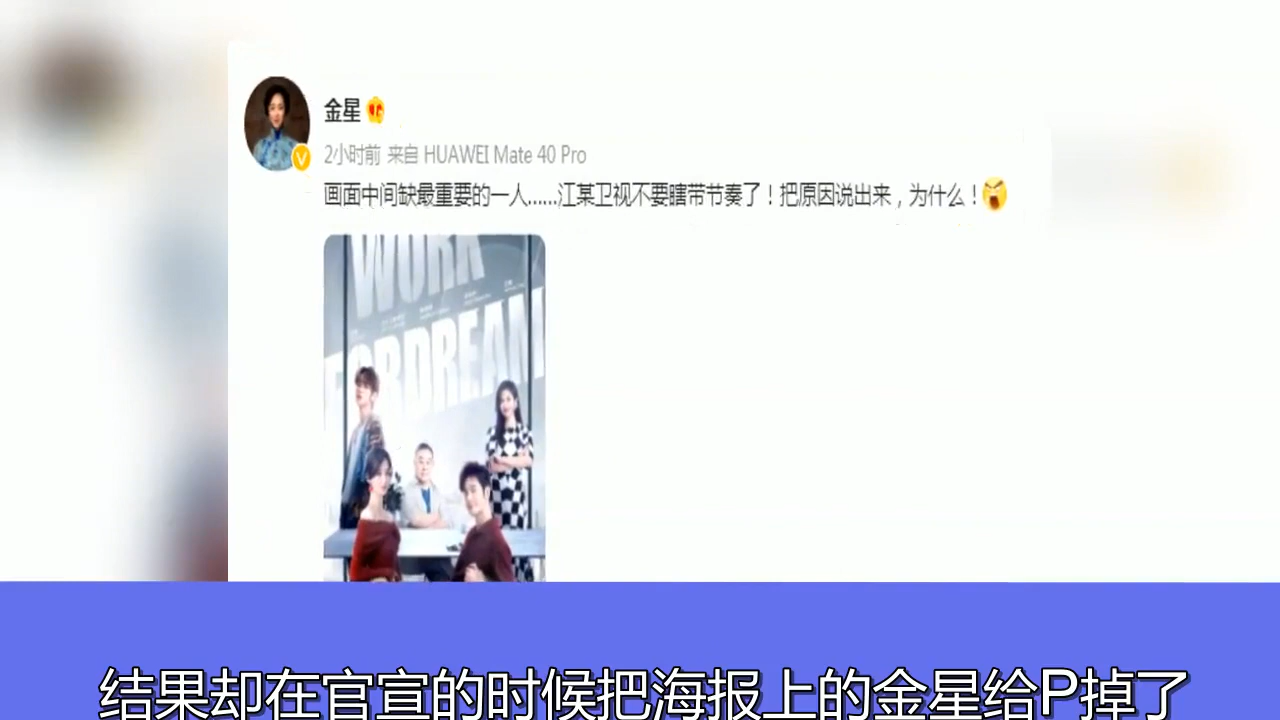 金星
2小时前 来自 HUAWEI Mate 40 Pro
画面中间缺最重要的一人......江某卫视不要瞎带节奏了！把原因说出来，为什么！
WORK
FORDREAM
结果却在官宣的时候把海报上的金星给P掉了